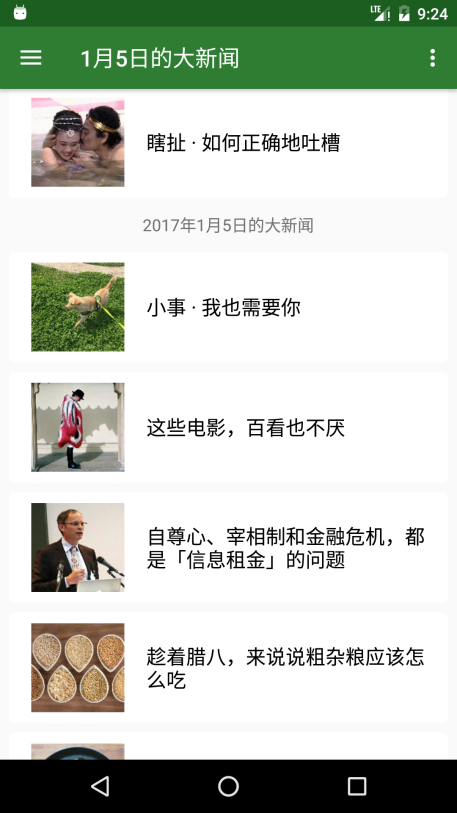 LTE 9:24
1月5日的大新闻
瞎扯 · 如何正确地吐槽
2017年1月5日的大新闻
小事 · 我也需要你
这些电影，百看也不厌
自尊心、宰相制和金融危机，都
是「信息租金」的问题
趁着腊八，来说说粗杂粮应该怎
么吃